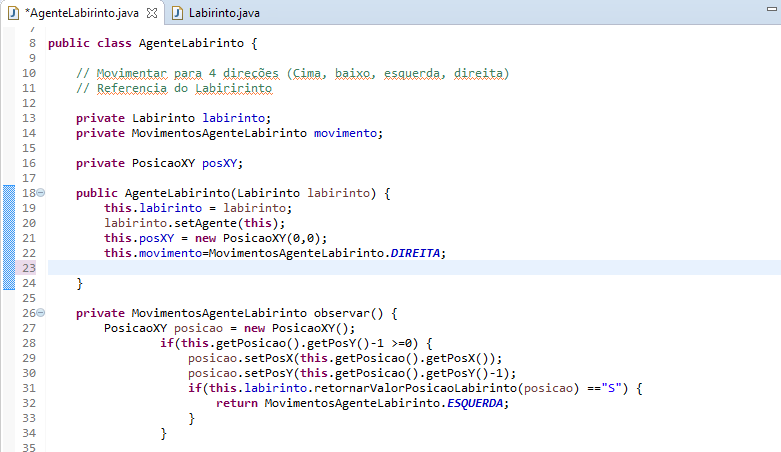 *AgenteLabirinto.java Labirinto.java
7
8 public class AgenteLabirinto {
9
10 // Movimentar para 4 direcões (Cima, baixo, esquerda, direita)
11 // Referencia do Labiririnto
12
13 private Labirinto labirinto;
14 private MovimentosAgenteLabirinto movimento;
15
16 private PosicaoXY posXY;
17
18 public AgenteLabirinto(Labirinto labirinto) {
19 this.labirinto = labirinto;
20 labirinto.setAgente(this);
21 this.posXY = new PosicaoXY(0,0);
22 this.movimento=MovimentosAgenteLabirinto.DIREITA;
23
24 }
25
26 private MovimentosAgenteLabirinto observar() {
27 PosicaoXY posicao = new PosicaoXY();
28 if(this.getPosicao().getPosY()-1 >=0) {
29 posicao.setPosX(this.getPosicao().getPosX());
30 posicao.setPosY(this.getPosicao().getPosY()-1);
31 if(this.labirinto.retornarValorPosicaoLabirinto(posicao) =="S") {
32 return MovimentosAgenteLabirinto.ESQUERDA;
33 }
34 }
35